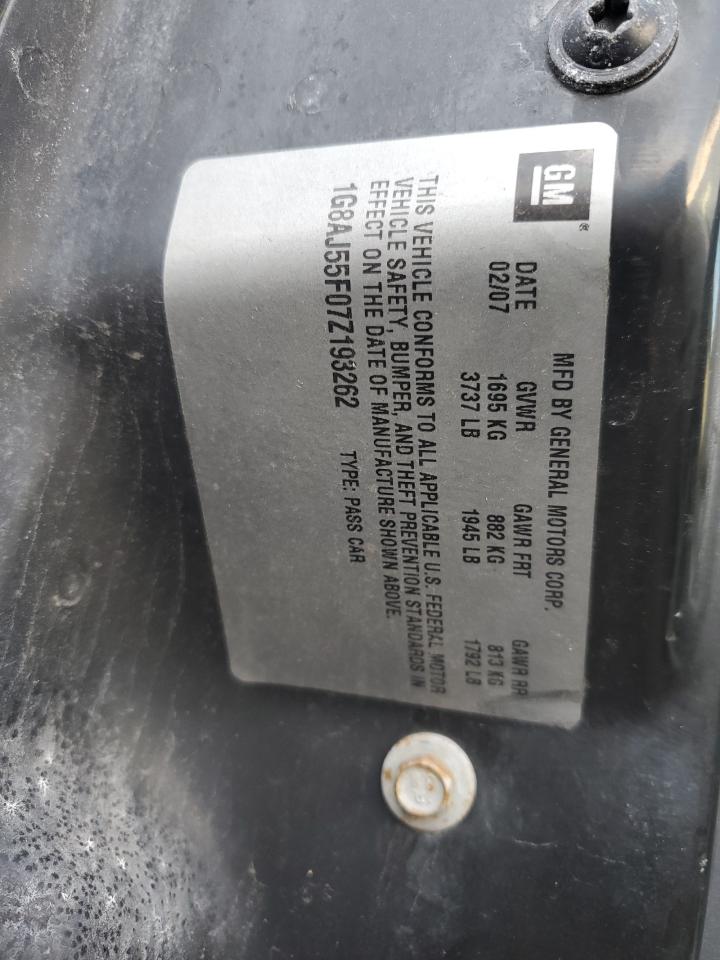 GM®
MFD BY GENERAL MOTORS CORP.
DATE GVWR GAWR FRT GAWR RR
02/07 1695 KG 882 KG 813 KG
3737 LB 1945 LB 1792 LB
THIS VEHICLE CONFORMS TO ALL APPLICABLE U.S. FEDERAL MOTOR
VEHICLE SAFETY, BUMPER, AND THEFT PREVENTION STANDARDS IN
EFFECT ON THE DATE OF MANUFACTURE SHOWN ABOVE.
1G8AJ55F07Z193262 TYPE: PASS CAR